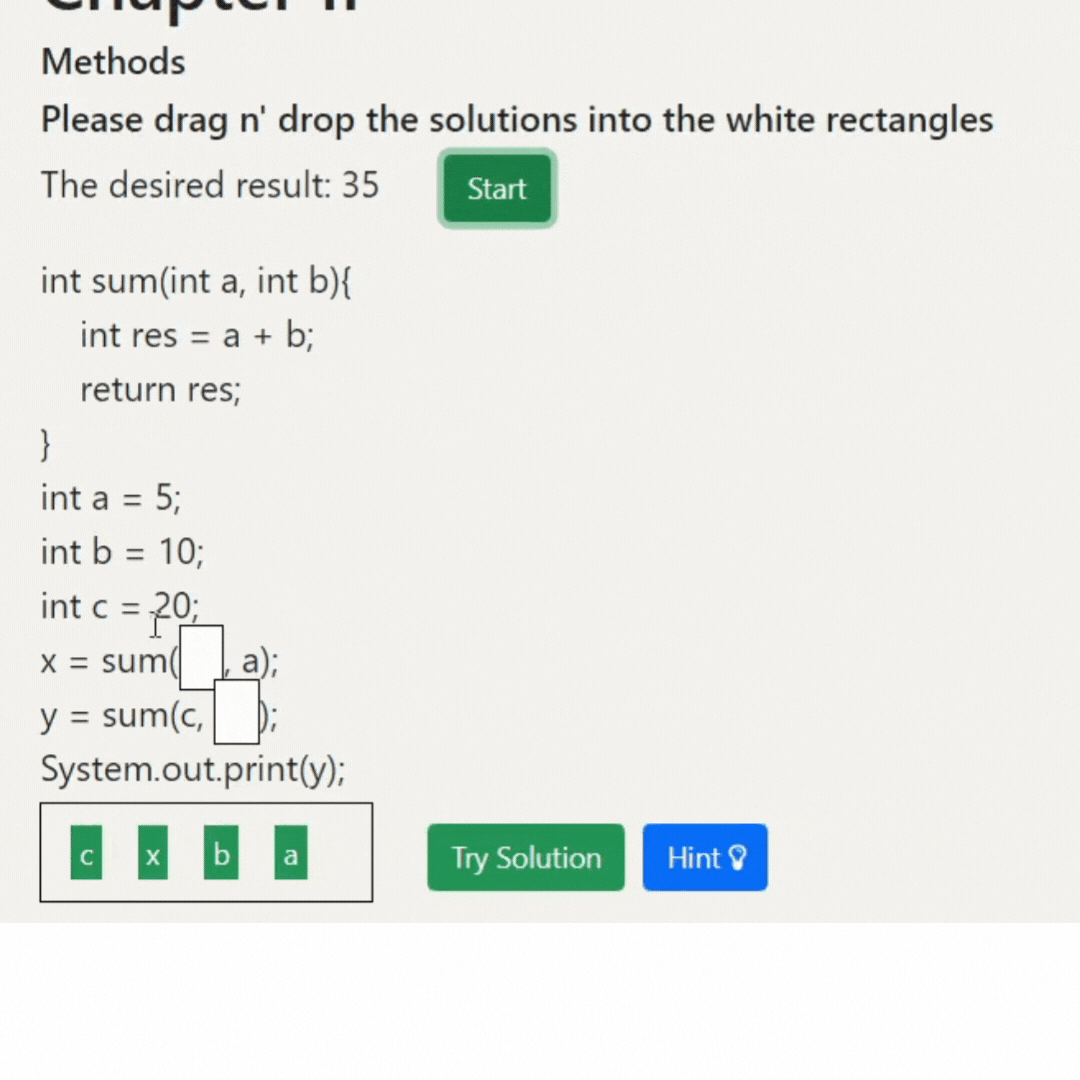 Methods
Please drag n' drop the solutions into the white rectangles
The desired result: 35
Start
int sum(int a, int b){
int res = a + b;
return res;
}
int a = 5;
int b = 10;
int c = 20;
x = sum( , a);
y = sum(c, );
System.out.print(y);
c x b a
Try Solution
Hint